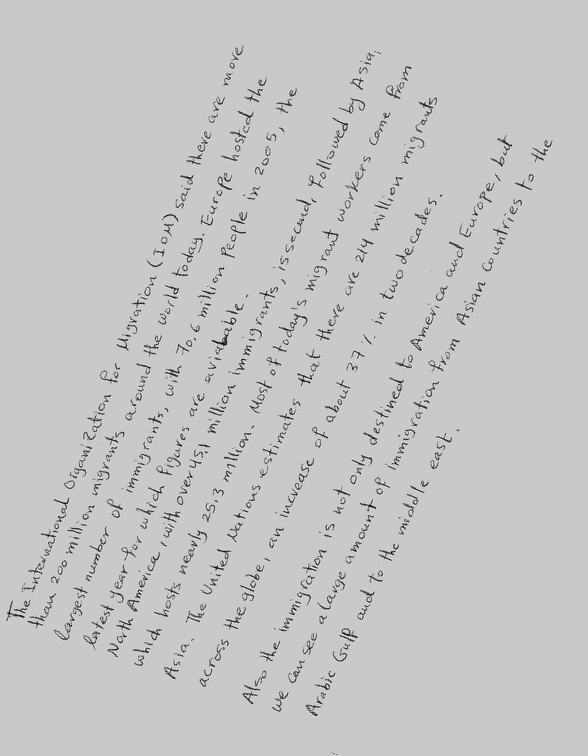 The International Organization for Migration (IOM) said there are more
than 200 million migrants around the world today. Europe hosted the
largest number of immigrants, with 70,6 million people in 2005, the
latest year for which figures are aviabable.
North America, with over 45,1 million immigrants, is second, followed by Asia,
which hosts nearly 25,3 million. Most of today's migrant workers come from
Asia. The United Nations estimates that there are 214 million migrants
across the globe, an increase of about 37% in two decades.
Also the immigration is not only destined to America and Europe, but
we can see a large amount of immigration from Asian countries to the
Arabic Gulf and to the middle east.